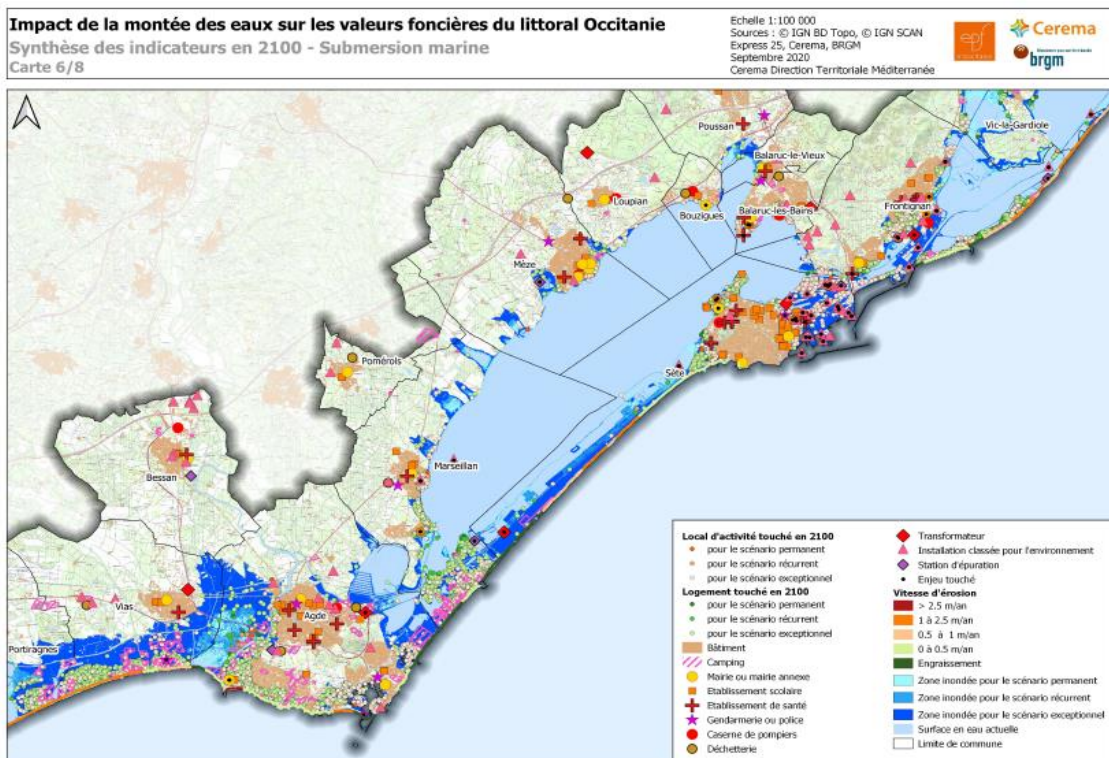 Impact de la montée des eaux sur les valeurs foncières du littoral Occitanie
Synthèse des indicateurs en 2100 - Submersion marine
Carte 6/8
Echelle 1:100 000
Sources : © IGN BD Topo, © IGN SCAN
Express 25, Cerema, BRGM
Septembre 2020
Cerema Direction Territoriale Méditerranée
epf
Cerema
brgm
Vic-la-Gardiole
Poussan
Balaruc-le-Vieux
Loupian
Bouzigues
Balaruc-les-Bains
Frontignan
Mèze
Pomérols
Sète
Marseillan
Bessan
Vias
Agde
Portiragnes
Local d'activité touché en 2100
pour le scénario permanent
pour le scénario récurrent
pour le scénario exceptionnel
Logement touché en 2100
pour le scénario permanent
pour le scénario récurrent
pour le scénario exceptionnel
Bâtiment
Camping
Mairie ou mairie annexe
Etablissement scolaire
Etablissement de santé
Gendarmerie ou police
Caserne de pompiers
Déchetterie
Transformateur
Installation classée pour l'environnement
Station d'épuration
Enjeu touché
Vitesse d'érosion
> 2.5 m/an
1 à 2.5 m/an
0.5 à 1 m/an
0 à 0.5 m/an
Engraissement
Zone inondée pour le scénario permanent
Zone inondée pour le scénario récurrent
Zone inondée pour le scénario exceptionnel
Surface en eau actuelle
Limite de commune